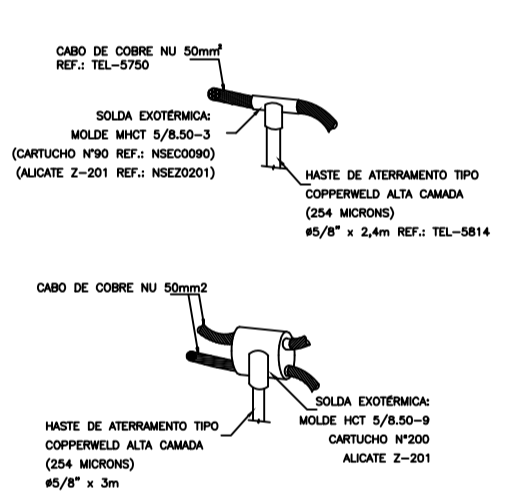 CABO DE COBRE NU 50mm²
REF.: TEL-5750
SOLDA EXOTÉRMICA:
MOLDE MHCT 5/8.50-3
(CARTUCHO N°90 REF.: NSEC0090)
(ALICATE Z-201 REF.: NSEZ0201)
HASTE DE ATERRAMENTO TIPO
COPPERWELD ALTA CAMADA
(254 MICRONS)
ø5/8" x 2,4m REF.: TEL-5814
CABO DE COBRE NU 50mm2
SOLDA EXOTÉRMICA:
MOLDE HCT 5/8.50-9
CARTUCHO N°200
ALICATE Z-201
HASTE DE ATERRAMENTO TIPO
COPPERWELD ALTA CAMADA
(254 MICRONS)
ø5/8" x 3m